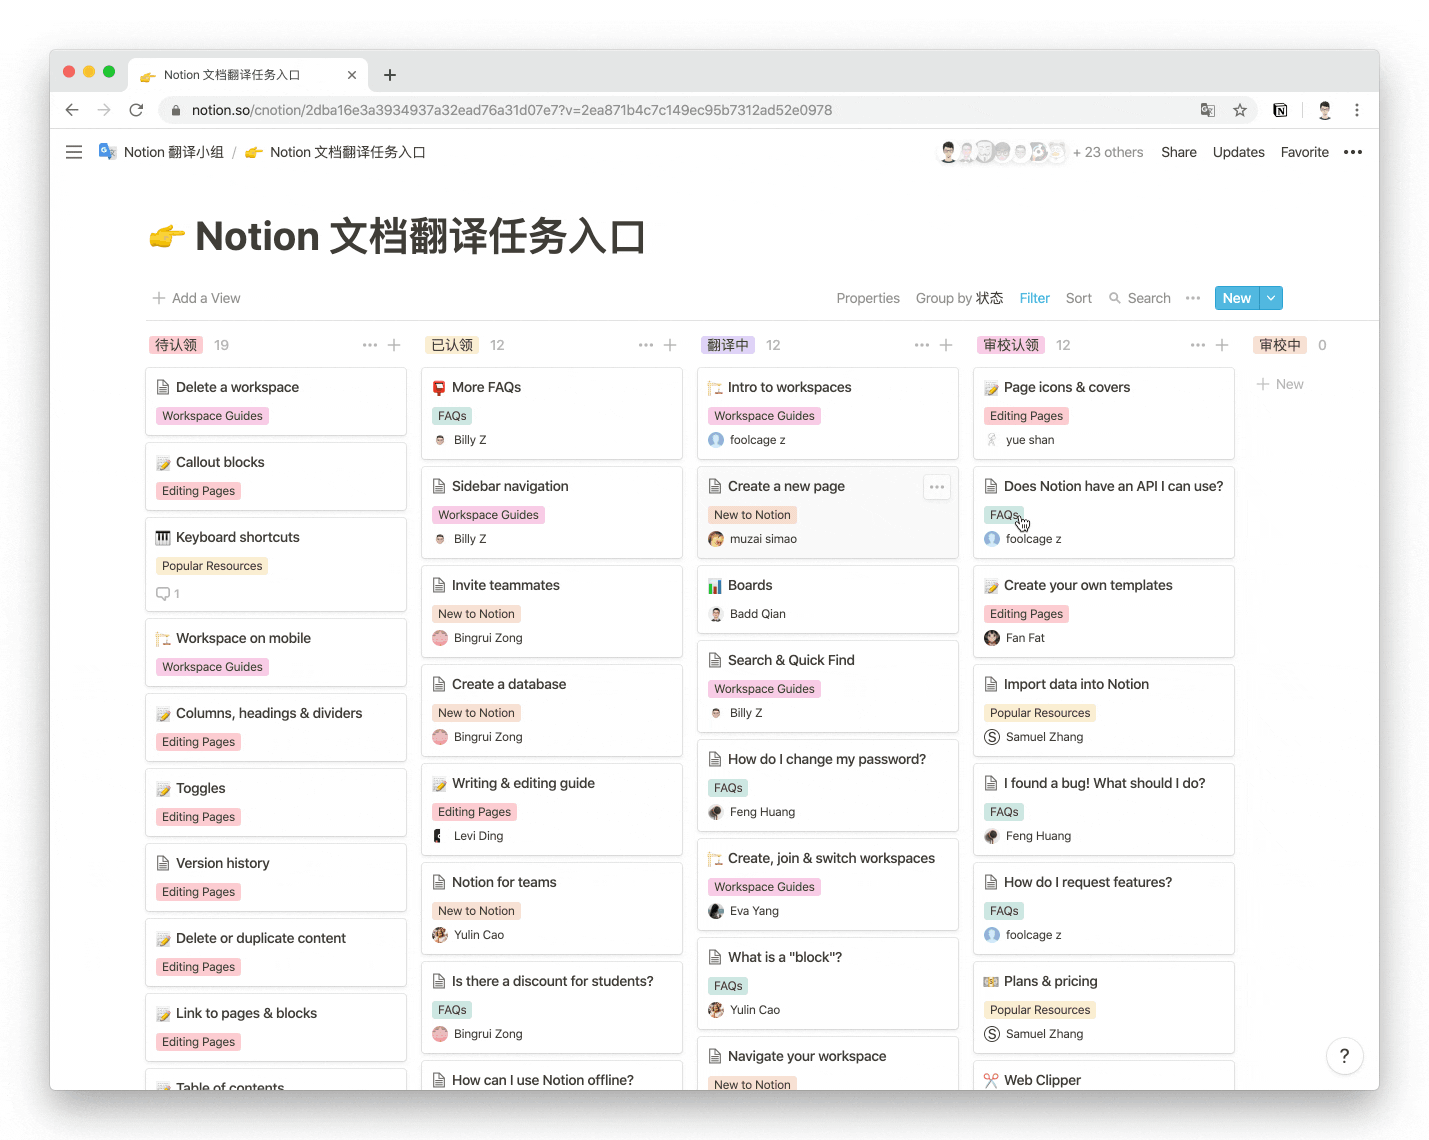 Notion 文档翻译任务入口
notion.so/cnotion/2dba16e3a3934937a32ead76a31d07e7?v=2ea871b4c7c149ec95b7312ad52e0978
Notion 翻译小组 / Notion 文档翻译任务入口
+ 23 others Share Updates Favorite
Notion 文档翻译任务入口
Add a View
Properties Group by 状态 Filter Sort Search New
待认领 19
Delete a workspace
Workspace Guides
Callout blocks
Editing Pages
Keyboard shortcuts
Popular Resources
1
Workspace on mobile
Workspace Guides
Columns, headings & dividers
Editing Pages
Toggles
Editing Pages
Version history
Editing Pages
Delete or duplicate content
Editing Pages
Link to pages & blocks
Editing Pages
Table of contents
已认领 12
More FAQs
FAQs
Billy Z
Sidebar navigation
Workspace Guides
Billy Z
Invite teammates
New to Notion
Bingrui Zong
Create a database
New to Notion
Bingrui Zong
Writing & editing guide
Editing Pages
Levi Ding
Notion for teams
New to Notion
Yulin Cao
Is there a discount for students?
FAQs
Bingrui Zong
How can I use Notion offline?
翻译中 12
Intro to workspaces
Workspace Guides
foolcage z
Create a new page
New to Notion
muzai simao
Boards
Badd Qian
Search & Quick Find
Workspace Guides
Billy Z
How do I change my password?
FAQs
Feng Huang
Create, join & switch workspaces
Workspace Guides
Eva Yang
What is a "block"?
FAQs
Yulin Cao
Navigate your workspace
New to Notion
审校认领 12
Page icons & covers
Editing Pages
yue shan
Does Notion have an API I can use?
FAQs
foolcage z
Create your own templates
Editing Pages
Fan Fat
Import data into Notion
Popular Resources
Samuel Zhang
I found a bug! What should I do?
FAQs
Feng Huang
How do I request features?
FAQs
foolcage z
Plans & pricing
Popular Resources
Samuel Zhang
Web Clipper
审校中 0
New
?